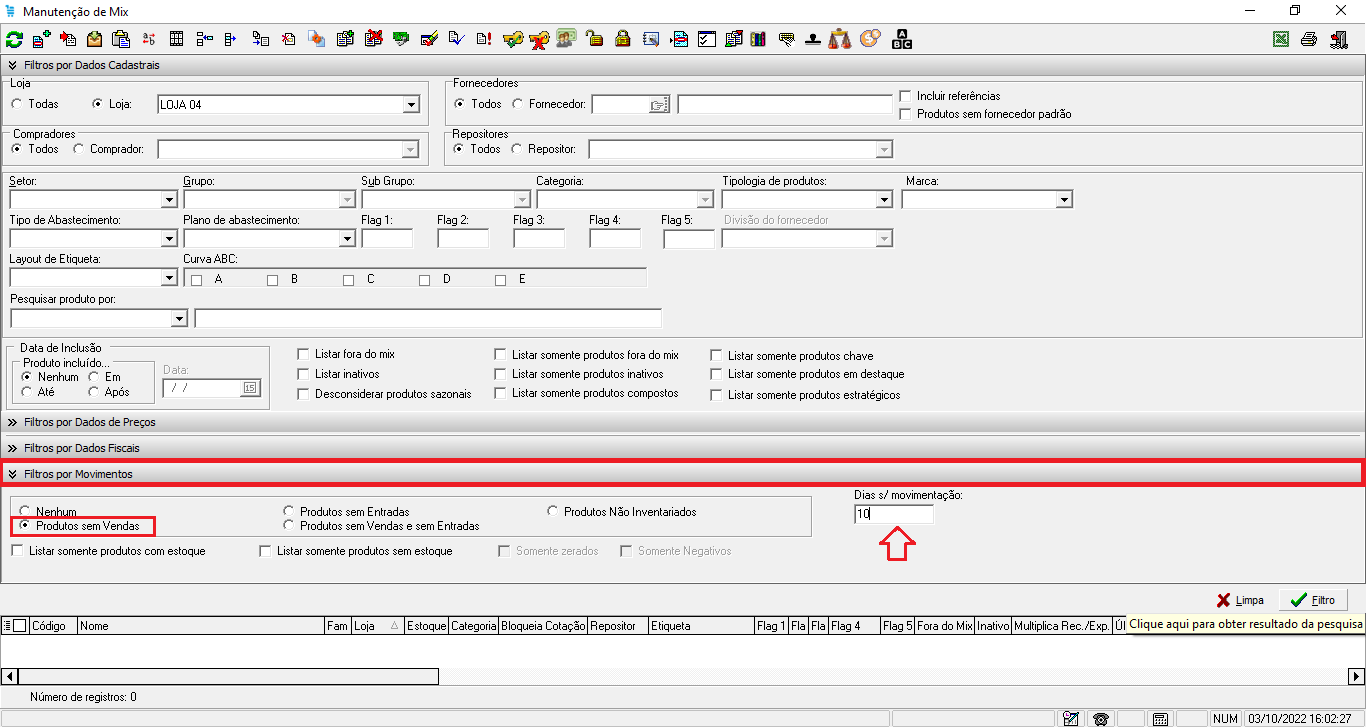 Manutenção de Mix
Filtros por Dados Cadastrais
Loja
Todas Loja: LOJA 04
Fornecedores
Todos Fornecedor:
Incluir referências
Produtos sem fornecedor padrão
Compradores
Todos Comprador:
Repositores
Todos Repositor:
Setor: Grupo: Sub Grupo: Categoria: Tipologia de produtos: Marca:
Tipo de Abastecimento: Plano de abastecimento: Flag 1: Flag 2: Flag 3: Flag 4: Flag 5: Divisão do fornecedor
Layout de Etiqueta: Curva ABC:
A B C D E
Pesquisar produto por:
Data de Inclusão
Produto incluído...
Nenhum Em
Até Após
Data:
/ / 15
Listar fora do mix Listar somente produtos fora do mix Listar somente produtos chave
Listar inativos Listar somente produtos inativos Listar somente produtos em destaque
Desconsiderar produtos sazonais Listar somente produtos compostos Listar somente produtos estratégicos
Filtros por Dados de Preços
Filtros por Dados Fiscais
Filtros por Movimentos
Nenhum Produtos sem Entradas Produtos Não Inventariados
Produtos sem Vendas Produtos sem Vendas e sem Entradas
Dias s/ movimentação:
10
Listar somente produtos com estoque Listar somente produtos sem estoque Somente zerados Somente Negativos
Limpa Filtro
Código Nome Fam Loja Estoque Categoria Bloqueia Cotação Repositor Etiqueta Flag 1 Fla Fla Flag 4 Flag 5 Fora do Mix Inativo Multiplica Rec./Exp. Úl
Clique aqui para obter resultado da pesquisa
Número de registros: 0
NUM 03/10/2022 16:02:27